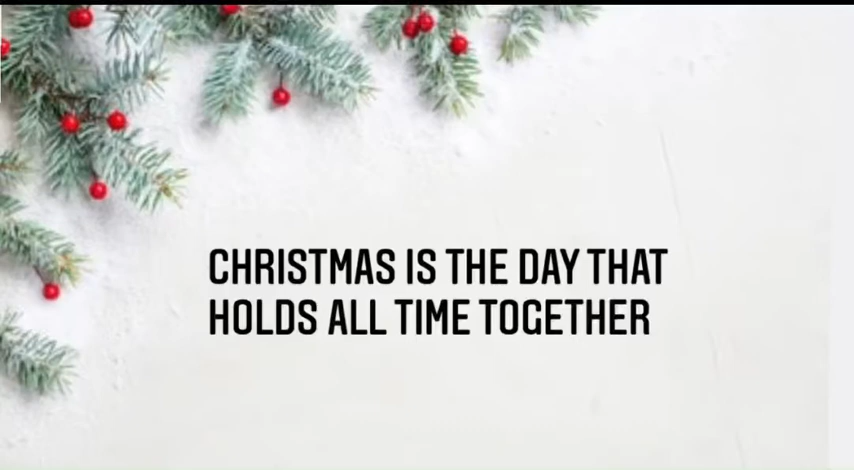 CHRISTMAS IS THE DAY THAT
HOLDS ALL TIME TOGETHER